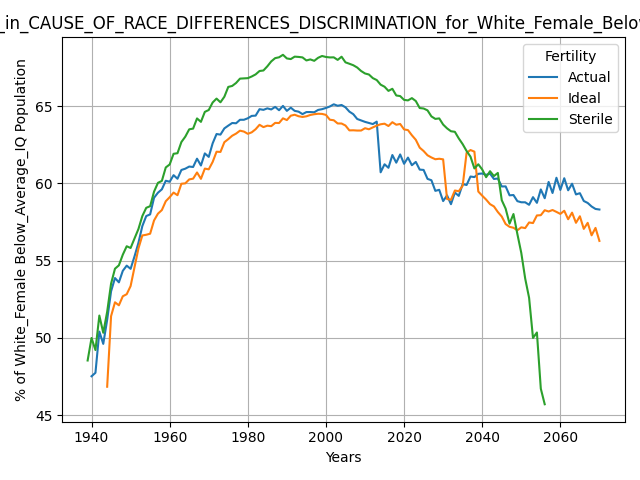 _in_CAUSE_OF_RACE_DIFFERENCES_DISCRIMINATION_for_White_Female_Below
Fertility
Actual
Ideal
Sterile
% of White_Female Below_Average_IQ Population
65
60
55
50
45
1940 1960 1980 2000 2020 2040 2060
Years